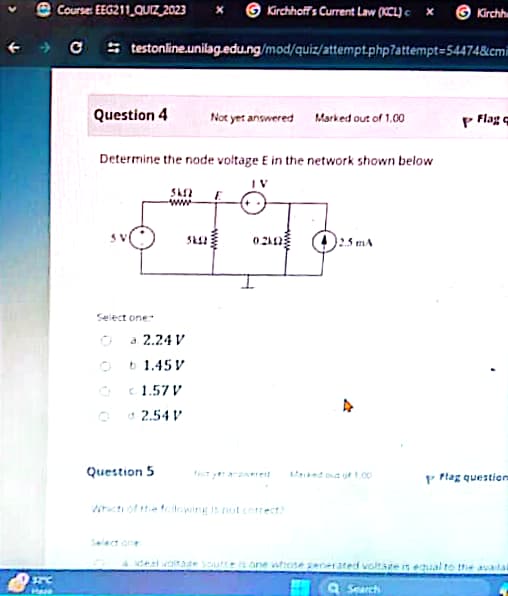 Course: EEG211_QUIZ_2023 × Kirchhoff's Current Law (KCL) c × Kirchh
testonline.unilag.edu.ng/mod/quiz/attempt.php?attempt=54474&cmi
Question 4 Not yet answered Marked out of 1.00 Flag q
Determine the node voltage E in the network shown below
1 V
5kΩ E
5 V 5kΩ 0.2kΩ 2.5 mA
Select one:
a. 2.24 V
b. 1.45 V
c. 1.57 V
d. 2.54 V
Question 5 Not yet answered Marked out of 1.00 Flag question
Which of the following is not correct?
Select one:
a. Ideal voltage source is one whose generated voltage is equal to the availa
32°C
Haze Search